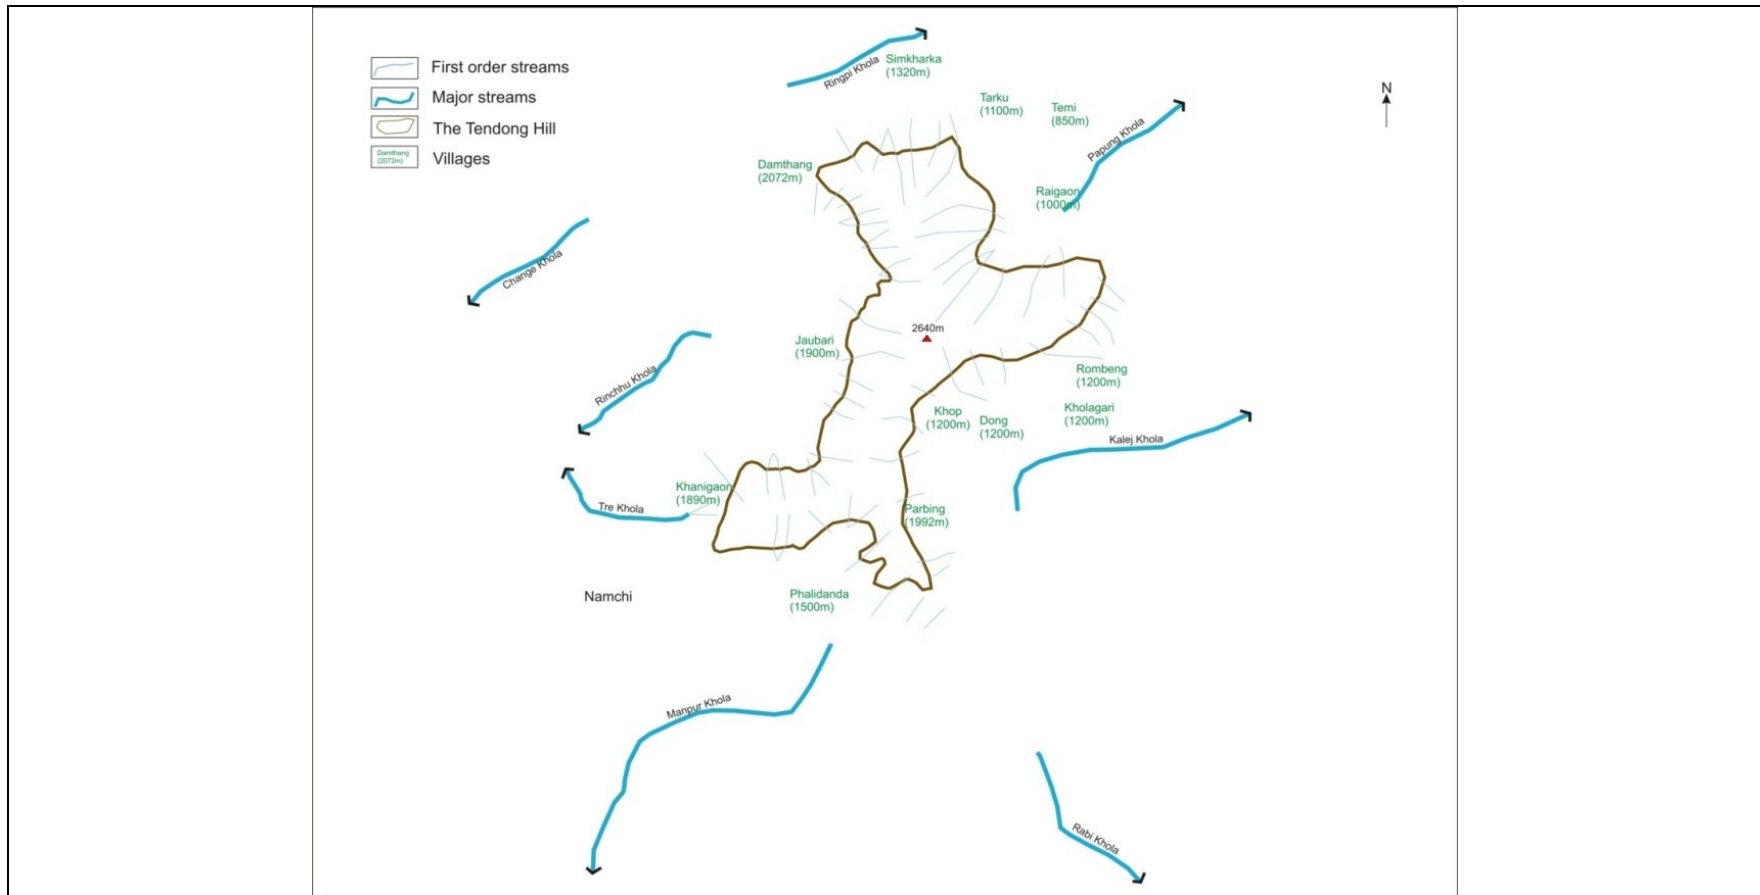 First order streams
Major streams
The Tendong Hill
Damthang
(2072m)
Villages
Ringpi Khola
Simkharka
(1320m)
Tarku
(1100m)
Temi
(850m)
N
Papung Khola
Damthang
(2072m)
Raigaon
(1000m)
Change Khola
2640m
Jaubari
(1900m)
Rinchhu Khola
Rombeng
(1200m)
Khop
(1200m)
Dong
(1200m)
Kholagari
(1200m)
Kalej Khola
Khanigaon
(1890m)
Tre Khola
Parbing
(1992m)
Namchi
Phalidanda
(1500m)
Manpur Khola
Rabi Khola